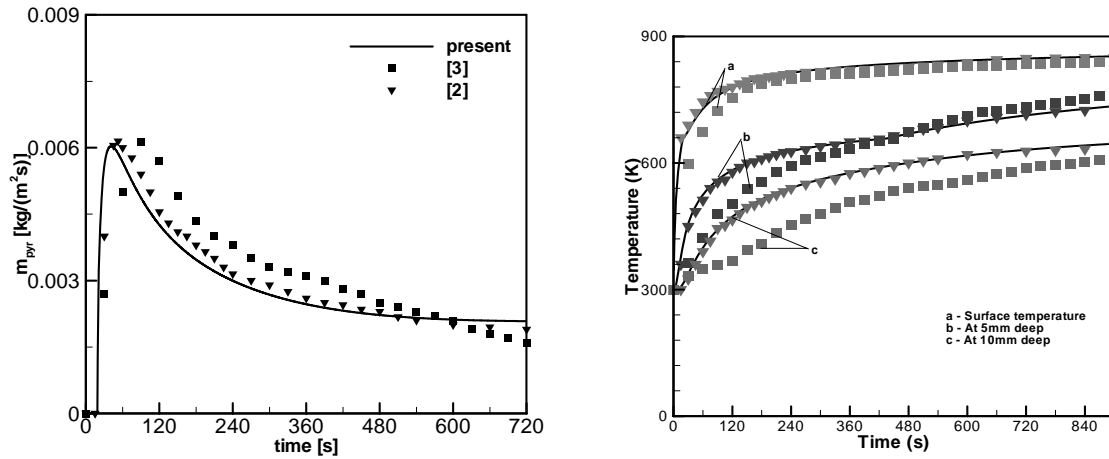 0.009
0.006
0.003
0
m_pyr [kg/(m²s)]
present
[3]
[2]
0 120 240 360 480 600 720
time [s]
900
600
300
0
Temperature (K)
a
b
c
a - Surface temperature
b - At 5mm deep
c - At 10mm deep
0 120 240 360 480 600 720 840
Time (s)